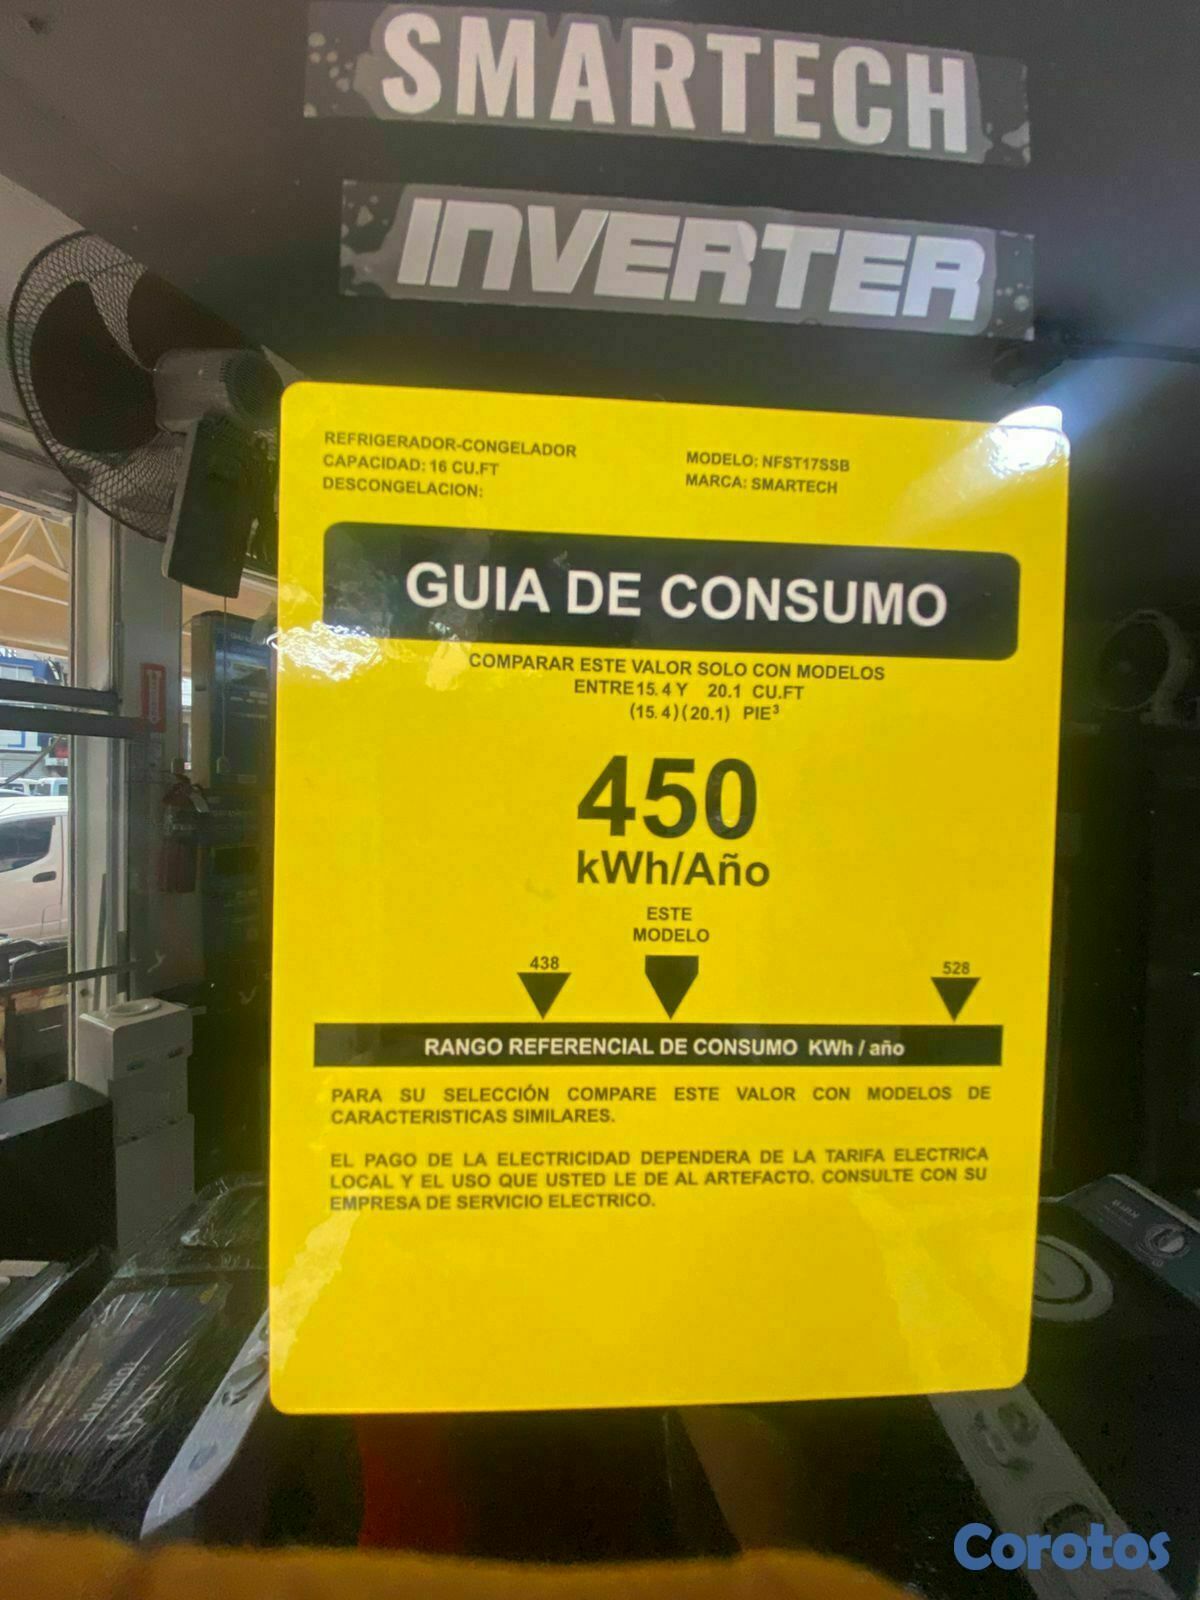 SMARTECH
INVERTER
REFRIGERADOR-CONGELADOR
CAPACIDAD: 16 CU.FT
DESCONGELACION:
MODELO: NFST17SSB
MARCA: SMARTECH
GUIA DE CONSUMO
COMPARAR ESTE VALOR SOLO CON MODELOS
ENTRE 15.4 Y 20.1 CU.FT
(15.4)(20.1) PIE³
450
kWh/Año
ESTE
MODELO
438
528
RANGO REFERENCIAL DE CONSUMO KWh / año
PARA SU SELECCIÓN COMPARE ESTE VALOR CON MODELOS DE
CARACTERISTICAS SIMILARES.
EL PAGO DE LA ELECTRICIDAD DEPENDERA DE LA TARIFA ELECTRICA
LOCAL Y EL USO QUE USTED LE DE AL ARTEFACTO. CONSULTE CON SU
EMPRESA DE SERVICIO ELECTRICO.
Corotos